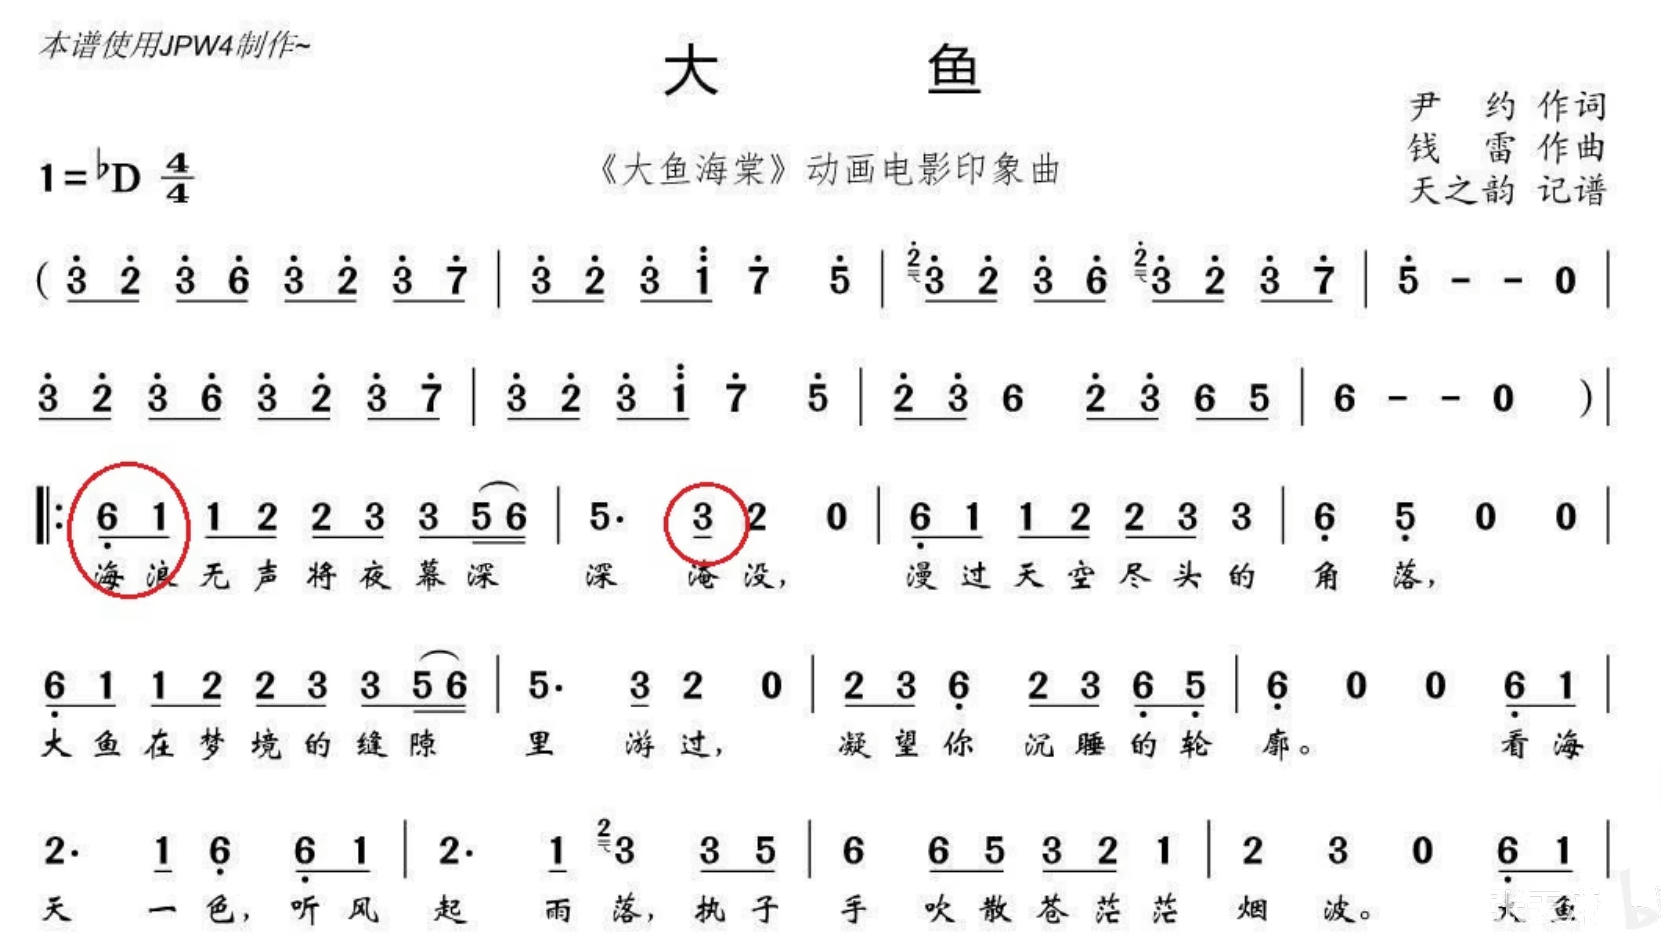 本谱使用JPW4制作~
大 鱼
尹 约 作词
钱 雷 作曲
天之韵 记谱
《大鱼海棠》动画电影印象曲
1=♭D 4/4
( 3̇ 2̇ 3̇ 6̇ 3̇ 2̇ 3̇ 7̇ | 3̇ 2̇ 3̇ 1̈ 7̇ 5̇ | 2̇ 3̇ 2̇ 3̇ 6̇ 2̇ 3̇ 2̇ 3̇ 7̇ | 5̇ - - 0 |
3̇ 2̇ 3̇ 6̇ 3̇ 2̇ 3̇ 7̇ | 3̇ 2̇ 3̇ 1̈ 7̇ 5̇ | 2̇ 3̇ 6 2̇ 3̇ 6 5 | 6 - - 0 ) |
‖: 6̣ 1 1 2 2 3 3 5 6 | 5· 3 2 0 | 6̣ 1 1 2 2 3 3 | 6̣ 5̣ 0 0 |
海浪无声将夜幕深 深 淹没, 漫过天空尽头的 角 落,
6̣ 1 1 2 2 3 3 5 6 | 5· 3 2 0 | 2 3 6̣ 2 3 6̣ 5̣ | 6̣ 0 0 6̣ 1 |
大鱼在梦境的缝隙 里 游过, 凝望你 沉睡的轮 廓。 看海
2· 1 6̣ 6̣ 1 | 2· 1 2 3 3 5 | 6 6 5 3 2 1 | 2 3 0 6̣ 1 |
天 一色, 听风 起 雨落, 执子 手 吹散苍茫茫 烟 波。 大鱼